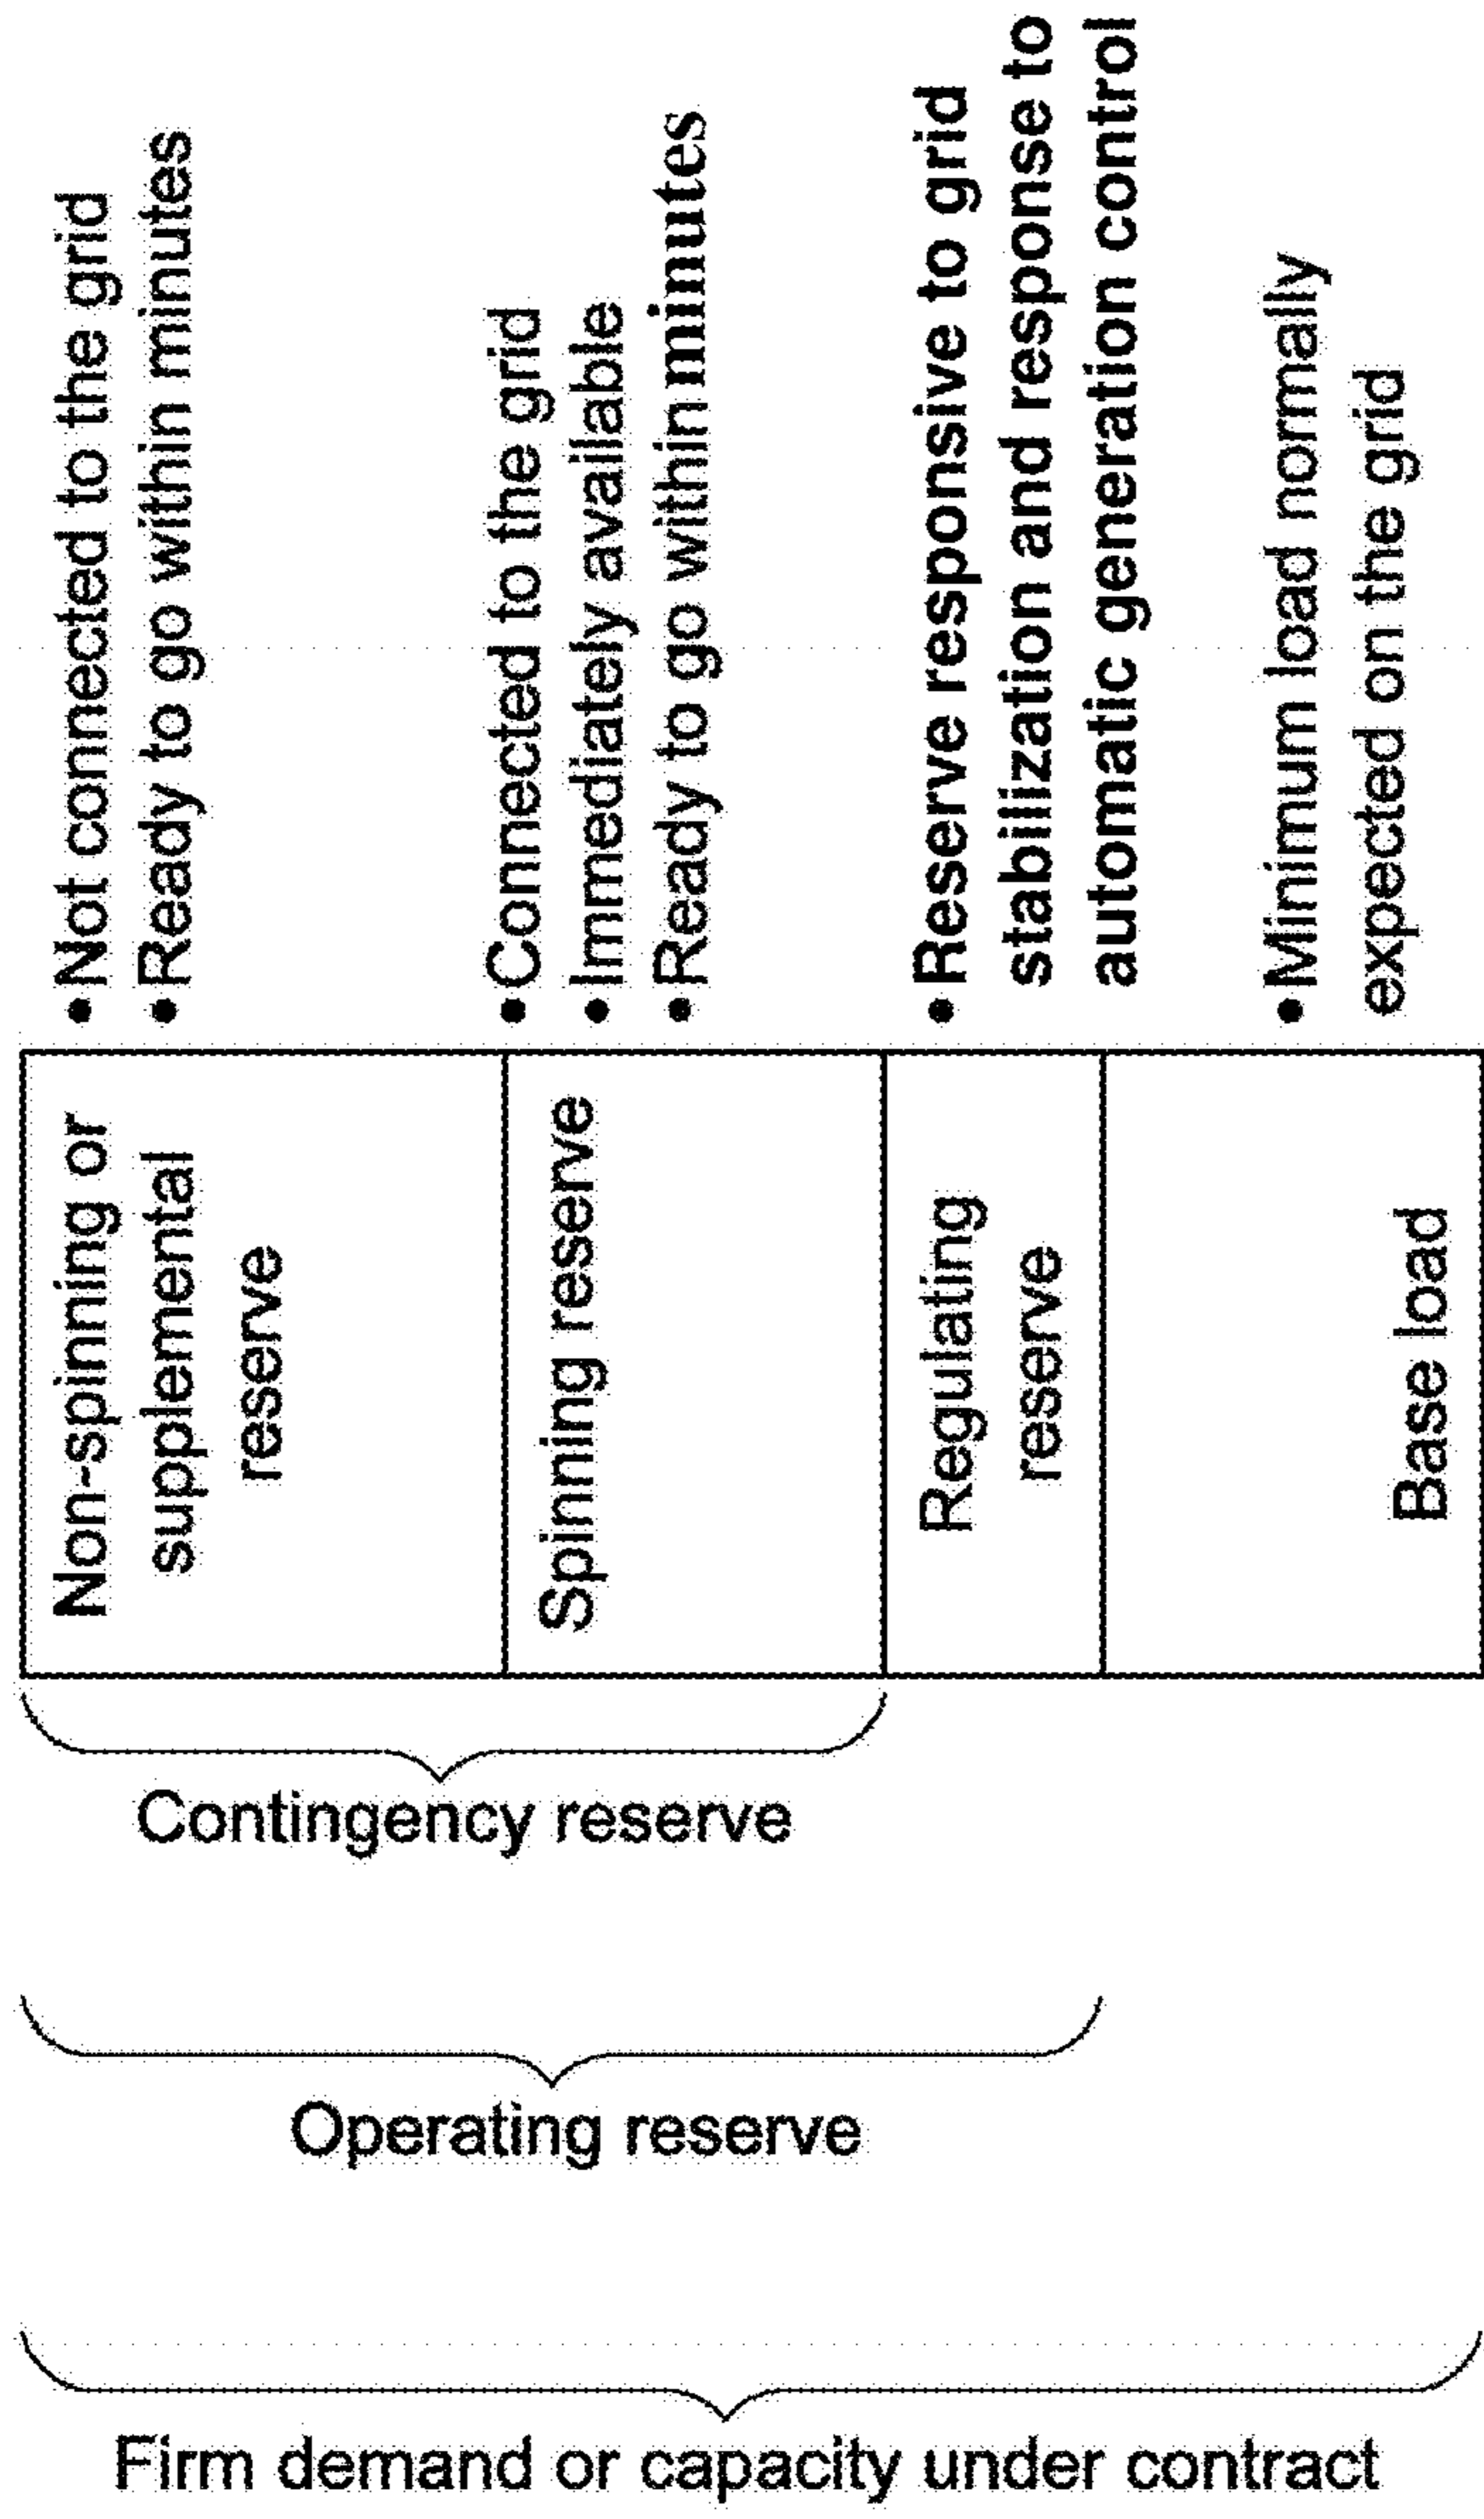 Non-spinning or
supplemental
reserve
•Not connected to the grid
•Ready to go within minutes
Spinning reserve
•Connected to the grid
•Immediately available
•Ready to go within minutes
Regulating
reserve
•Reserve responsive to grid
stabilization and response to
automatic generation control
Base load
•Minimum load normally
expected on the grid
Contingency reserve
Operating reserve
Firm demand or capacity under contract